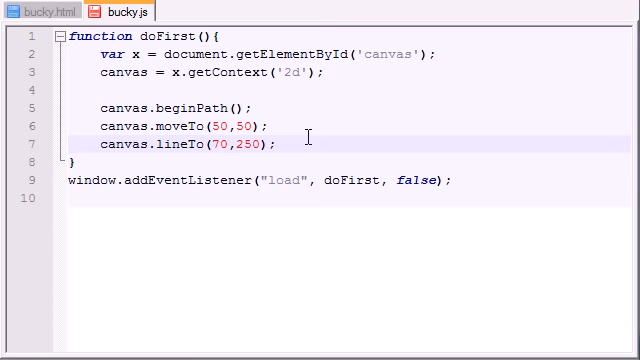 bucky.html bucky.js
1 function doFirst(){
2 var x = document.getElementById('canvas');
3 canvas = x.getContext('2d');
4
5 canvas.beginPath();
6 canvas.moveTo(50,50);
7 canvas.lineTo(70,250);
8 }
9 window.addEventListener("load", doFirst, false);
10